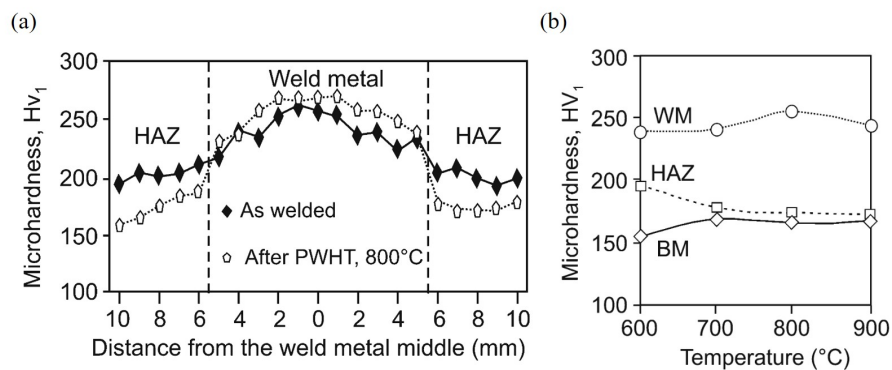 (a)
300
250
200
150
100
Microhardness, Hv₁
HAZ
Weld metal
HAZ
As welded
After PWHT, 800°C
10 8 6 4 2 0 2 4 6 8 10
Distance from the weld metal middle (mm)
(b)
300
250
200
150
100
Microhardness, HV₁
WM
HAZ
BM
600 700 800 900
Temperature (°C)